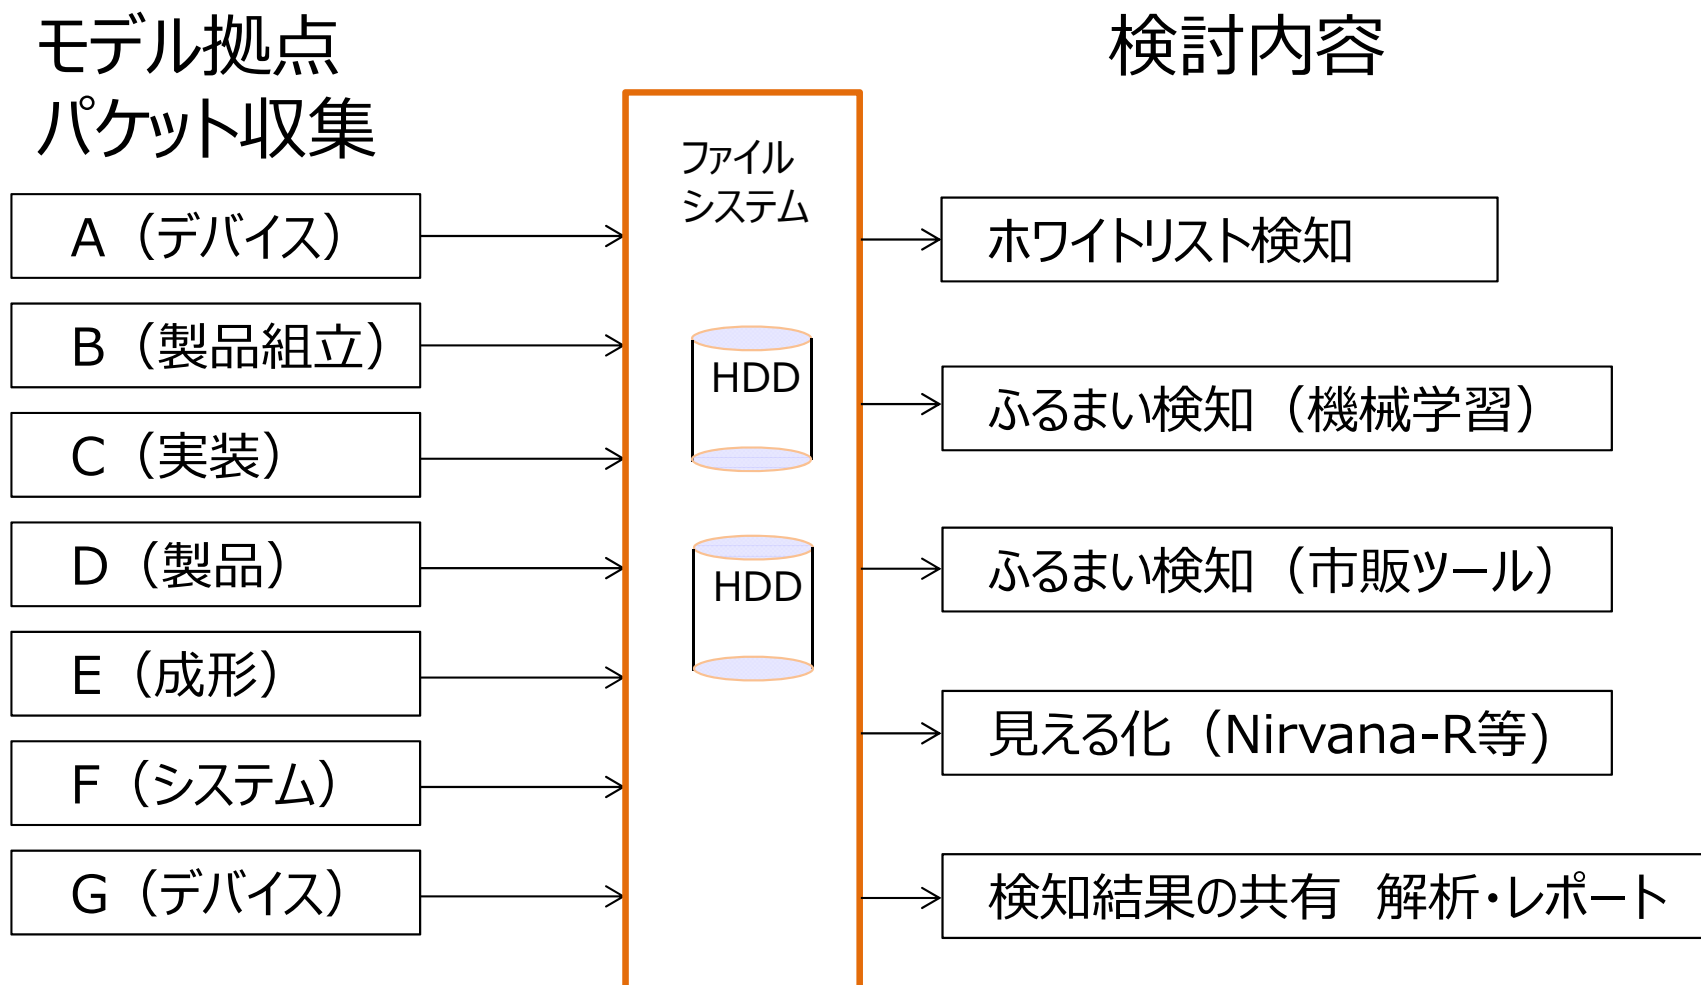 モデル拠点
パケット収集
A（デバイス）
B（製品組立）
C（実装）
D（製品）
E（成形）
F（システム）
G（デバイス）
ファイル
システム
HDD
HDD
検討内容
ホワイトリスト検知
ふるまい検知（機械学習）
ふるまい検知（市販ツール）
見える化（Nirvana-R等)
検知結果の共有　解析・レポート